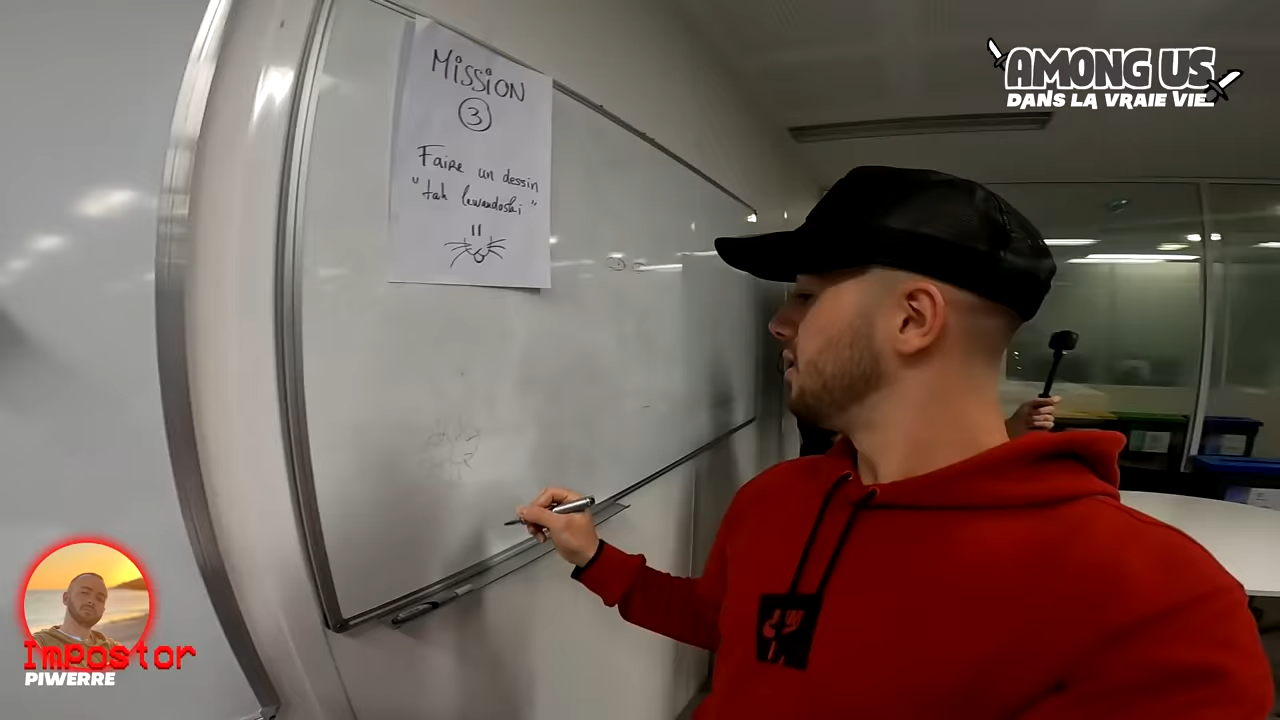 Mission
3
Faire un dessin
"tah lewandoski"
AMONG US
DANS LA VRAIE VIE
Impostor
PIWERRE